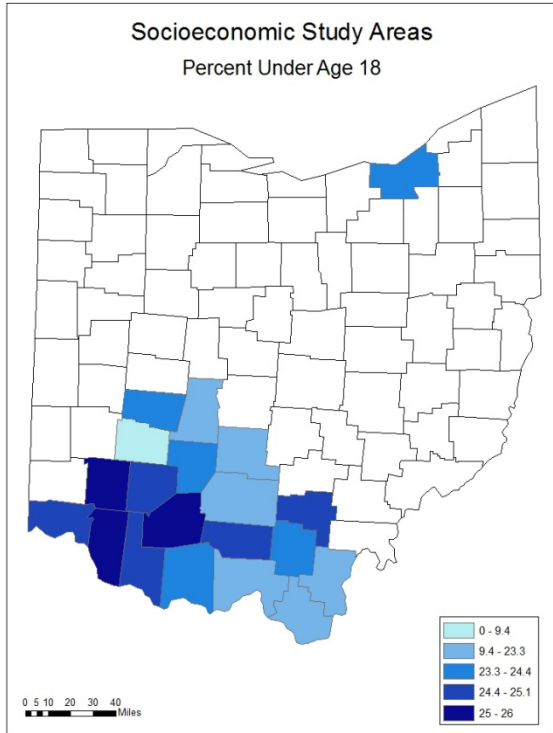 Socioeconomic Study Areas
Percent Under Age 18
0 - 9.4
9.4 - 23.3
23.3 - 24.4
24.4 - 25.1
25 - 26
0 5 10 20 30 40
Miles